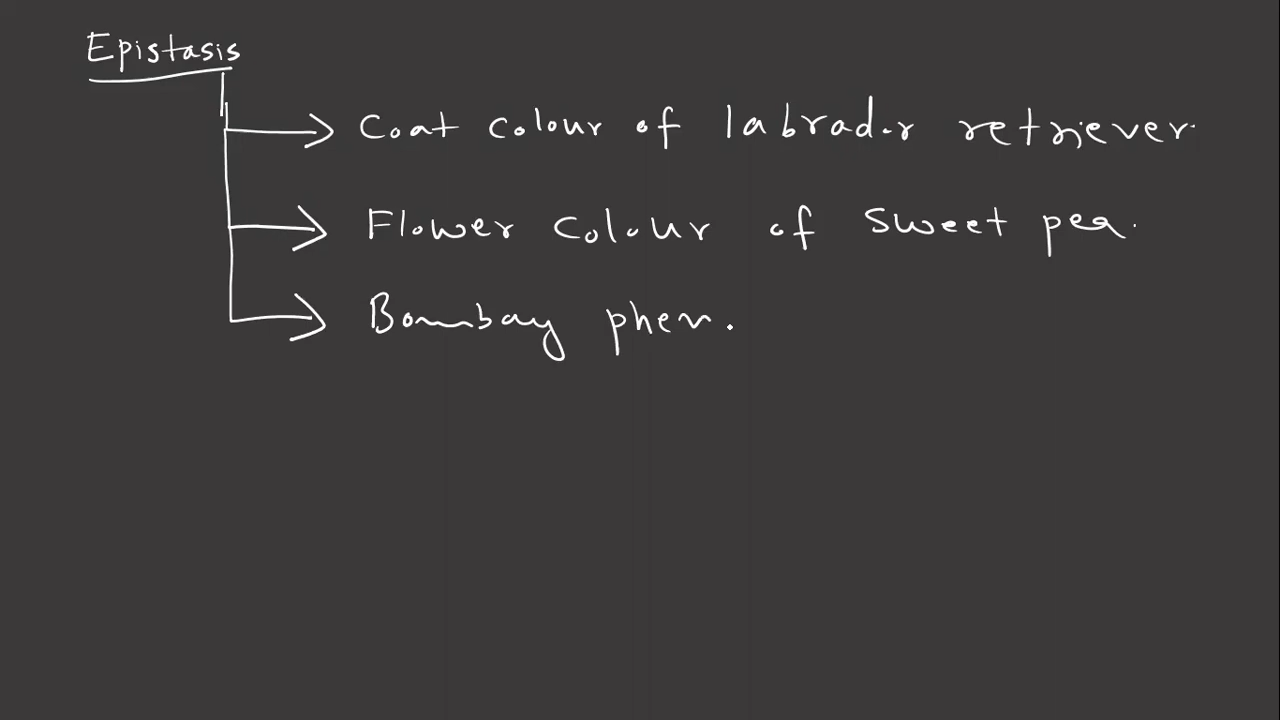 Epistasis
Coat colour of labrador retriever.
Flower Colour of Sweet pea.
Bombay phen.